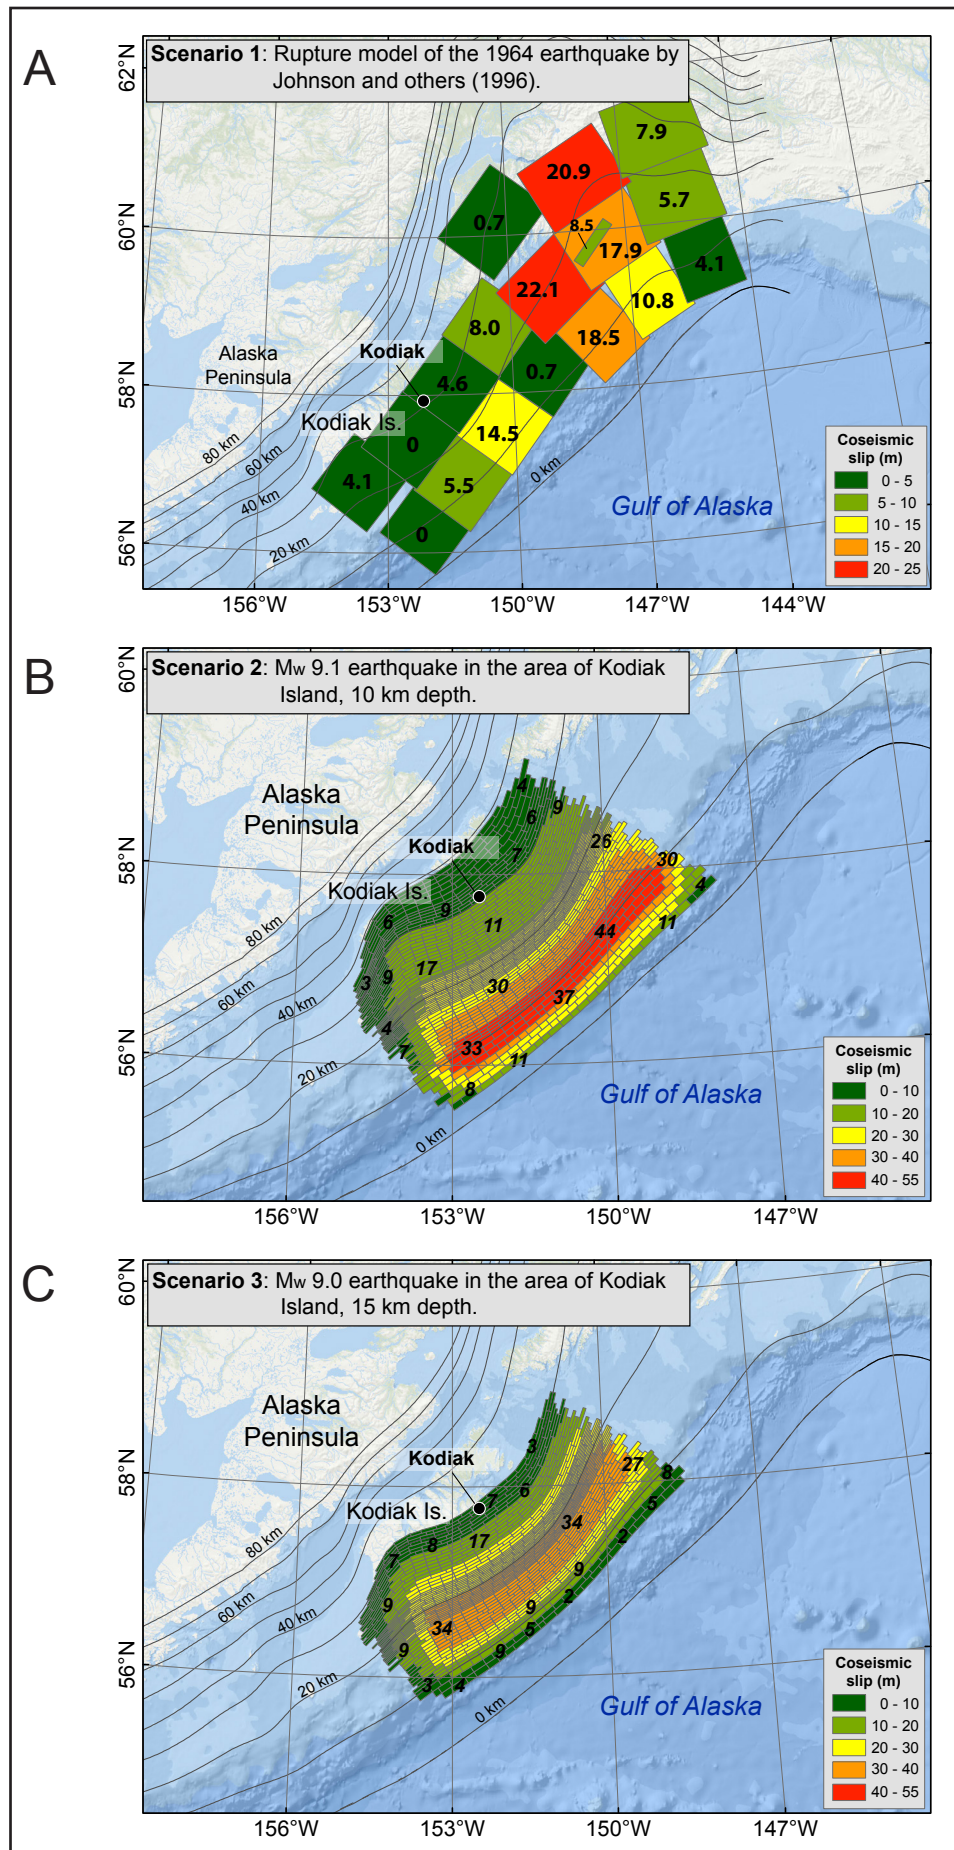 A
Scenario 1: Rupture model of the 1964 earthquake by
Johnson and others (1996).
62°N
60°N
58°N
56°N
7.9
20.9
5.7
0.7
8.5
17.9
4.1
22.1
10.8
8.0
18.5
Kodiak
0.7
Alaska
Peninsula
4.6
Kodiak Is.
14.5
0
80 km
60 km
40 km
20 km
0 km
4.1
5.5
0
Gulf of Alaska
Coseismic
slip (m)
0 - 5
5 - 10
10 - 15
15 - 20
20 - 25
156°W
153°W
150°W
147°W
144°W
B
Scenario 2: Mw 9.1 earthquake in the area of Kodiak
Island, 10 km depth.
60°N
58°N
56°N
Alaska
Peninsula
Kodiak
Kodiak Is.
4
6
9
7
26
30
4
9
6
11
11
44
17
9
3
30
37
4
7
33
11
8
80 km
60 km
40 km
20 km
0 km
Gulf of Alaska
Coseismic
slip (m)
0 - 10
10 - 20
20 - 30
30 - 40
40 - 55
156°W
153°W
150°W
147°W
C
Scenario 3: Mw 9.0 earthquake in the area of Kodiak
Island, 15 km depth.
60°N
58°N
56°N
Alaska
Peninsula
Kodiak
Kodiak Is.
3
27
8
6
7
5
34
2
17
8
7
9
9
2
9
34
5
9
9
3
4
80 km
60 km
40 km
20 km
0 km
Gulf of Alaska
Coseismic
slip (m)
0 - 10
10 - 20
20 - 30
30 - 40
40 - 55
156°W
153°W
150°W
147°W